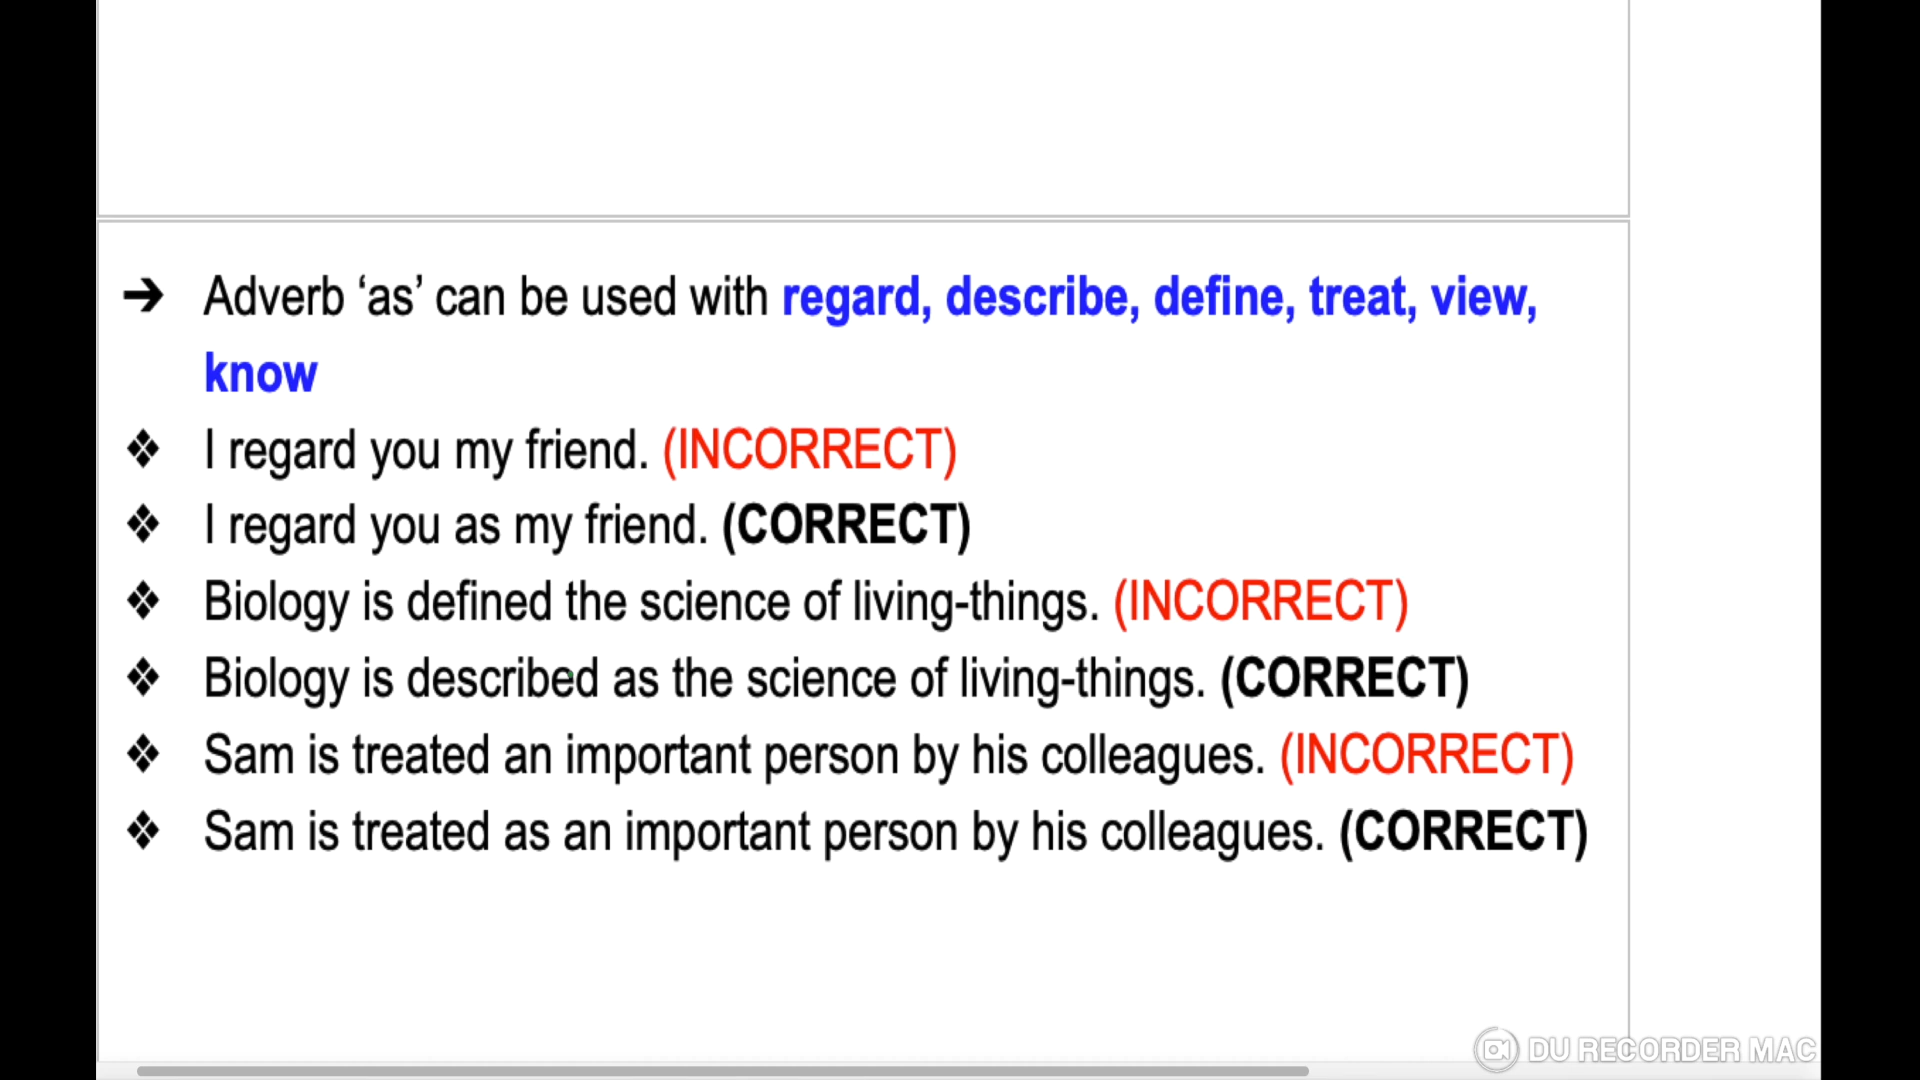 ➔ Adverb ‘as’ can be used with regard, describe, define, treat, view,
know
❖ I regard you my friend. (INCORRECT)
❖ I regard you as my friend. (CORRECT)
❖ Biology is defined the science of living-things. (INCORRECT)
❖ Biology is described as the science of living-things. (CORRECT)
❖ Sam is treated an important person by his colleagues. (INCORRECT)
❖ Sam is treated as an important person by his colleagues. (CORRECT)
DU RECORDER MAC